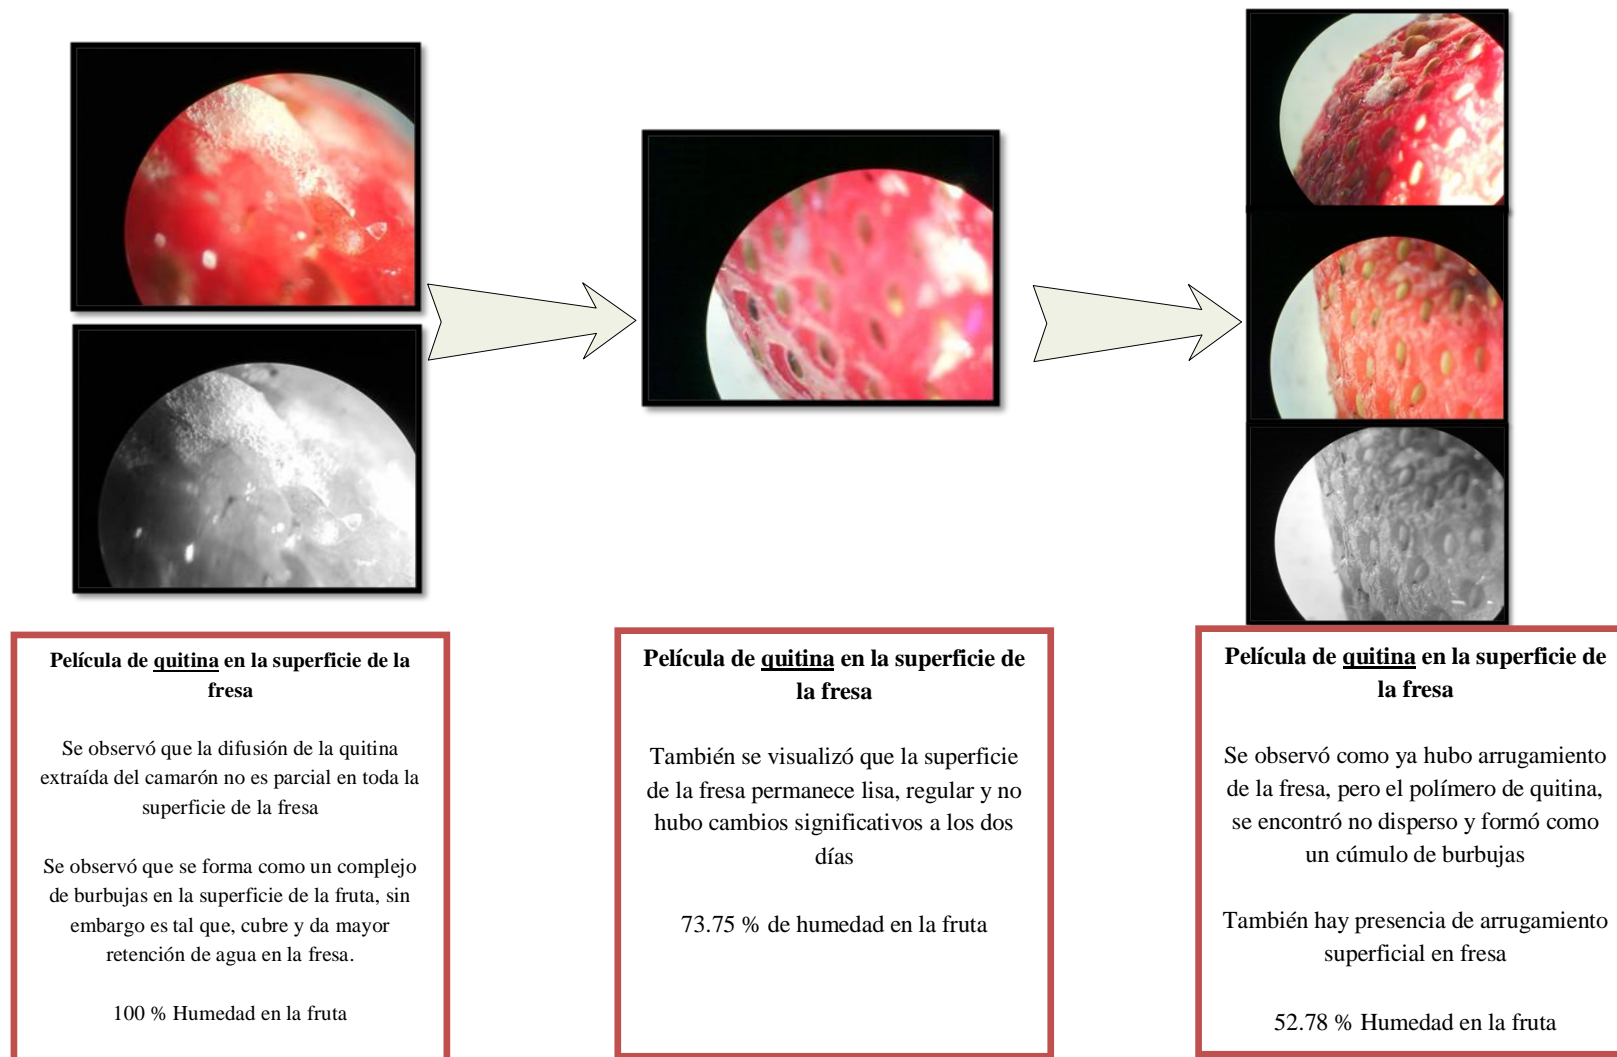 Película de quitina en la superficie de la
fresa
Se observó que la difusión de la quitina
extraída del camarón no es parcial en toda la
superficie de la fresa
Se observó que se forma como un complejo
de burbujas en la superficie de la fruta, sin
embargo es tal que, cubre y da mayor
retención de agua en la fresa.
100 % Humedad en la fruta
Película de quitina en la superficie de
la fresa
También se visualizó que la superficie
de la fresa permanece lisa, regular y no
hubo cambios significativos a los dos
días
73.75 % de humedad en la fruta
Película de quitina en la superficie de
la fresa
Se observó como ya hubo arrugamiento
de la fresa, pero el polímero de quitina,
se encontró no disperso y formó como
un cúmulo de burbujas
También hay presencia de arrugamiento
superficial en fresa
52.78 % Humedad en la fruta